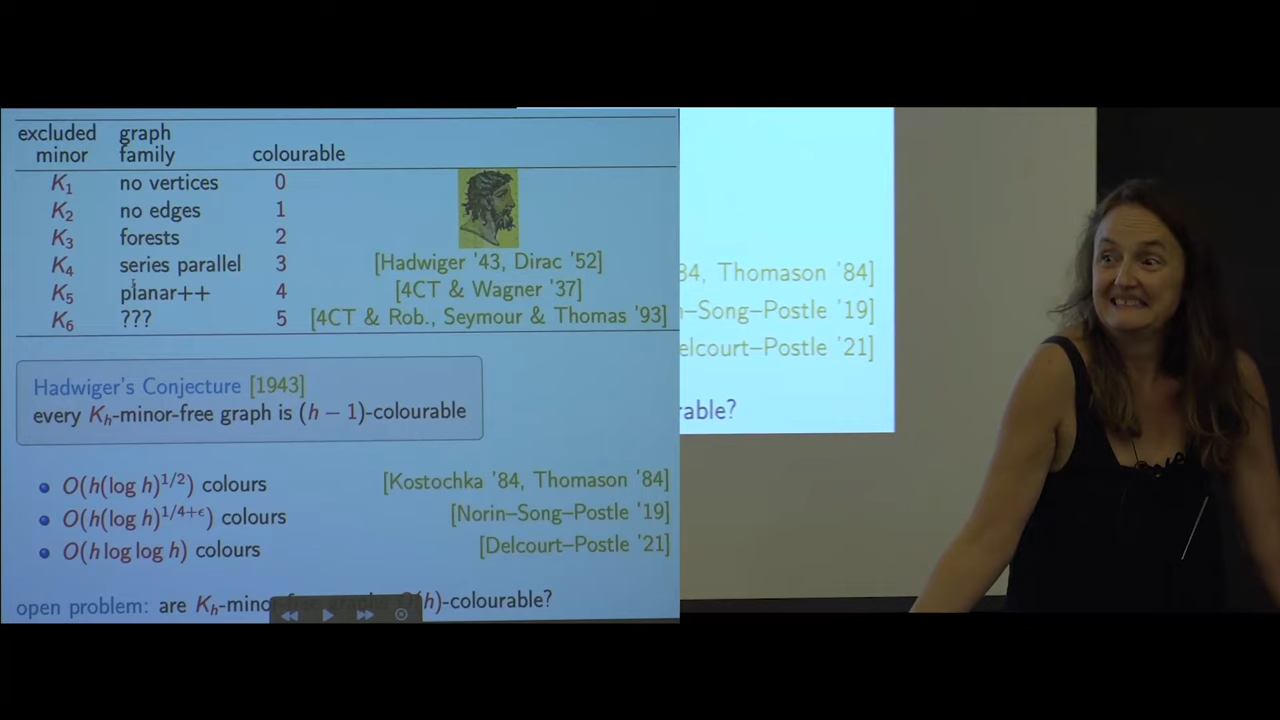 excluded minor graph family colourable
K₁ no vertices 0
K₂ no edges 1
K₃ forests 2
K₄ series parallel 3 [Hadwiger '43, Dirac '52]
K₅ planar++ 4 [4CT & Wagner '37]
K₆ ??? 5 [4CT & Rob., Seymour & Thomas '93]
Hadwiger's Conjecture [1943]
every Kₕ-minor-free graph is (h − 1)-colourable
O(h(log h)^{1/2}) colours [Kostochka '84, Thomason '84]
O(h(log h)^{1/4+ϵ}) colours [Norin–Song–Postle '19]
O(h log log h) colours [Delcourt–Postle '21]
open problem: are Kₕ-mino h)-colourable?
84, Thomason '84]
–Song–Postle '19]
elcourt–Postle '21]
rable?